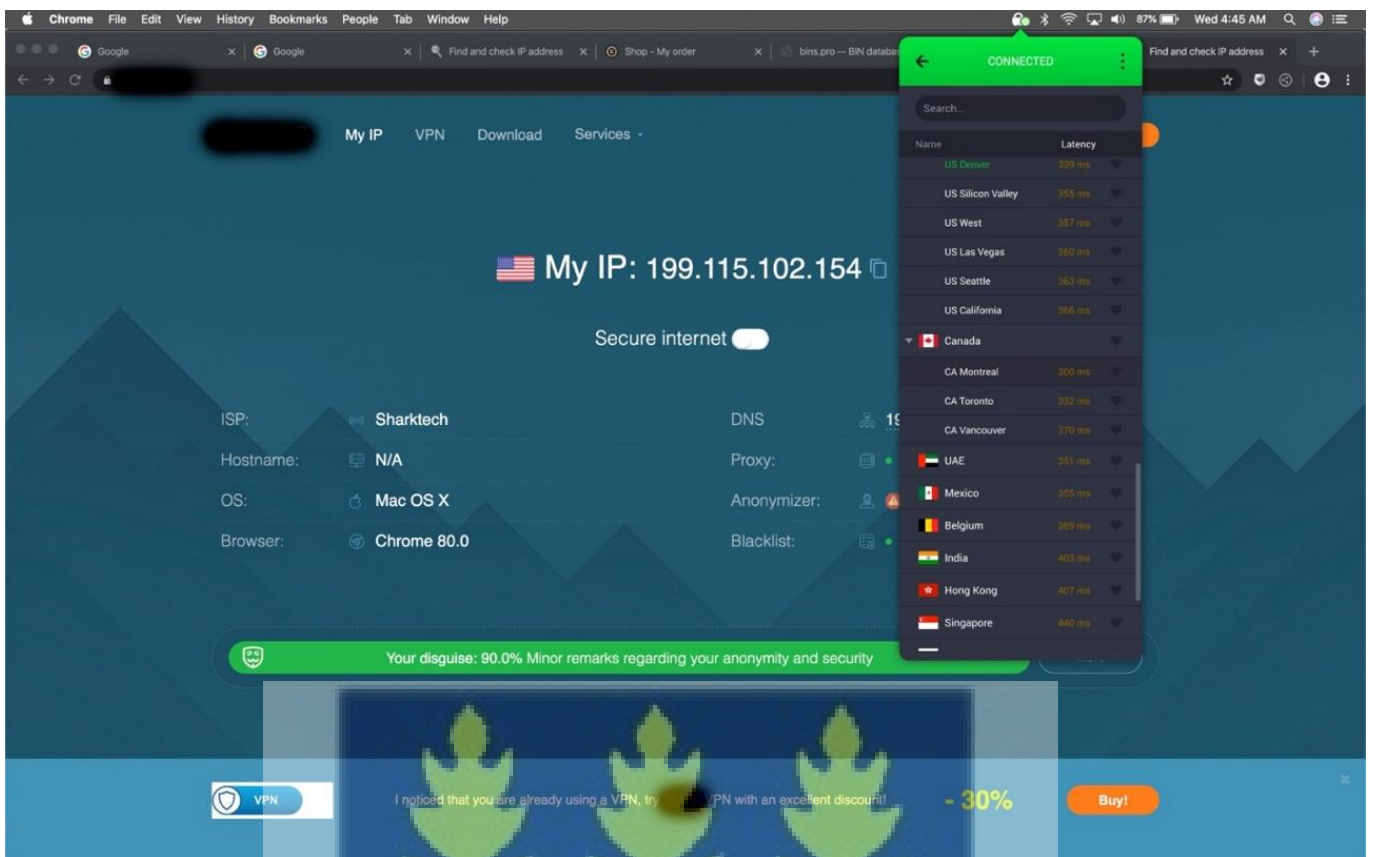 Chrome File Edit View History Bookmarks People Tab Window Help 87% Wed 4:45 AM
Google Google Find and check IP address Shop - My order bins.pro — BIN databas Find and check IP address
CONNECTED
Search...
My IP VPN Download Services
Name Latency
US Denver 339 ms
US Silicon Valley 355 ms
US West 357 ms
US Las Vegas 360 ms
US Seattle 363 ms
US California 366 ms
Canada
CA Montreal 300 ms
CA Toronto 332 ms
CA Vancouver 370 ms
UAE 351 ms
Mexico 355 ms
Belgium 369 ms
India 403 ms
Hong Kong 407 ms
Singapore 440 ms
My IP: 199.115.102.154
Secure internet
ISP: Sharktech DNS 19
Hostname: N/A Proxy:
OS: Mac OS X Anonymizer:
Browser: Chrome 80.0 Blacklist:
Your disguise: 90.0% Minor remarks regarding your anonymity and security
VPN I noticed that you are already using a VPN, try VPN with an excellent discount! - 30% Buy!